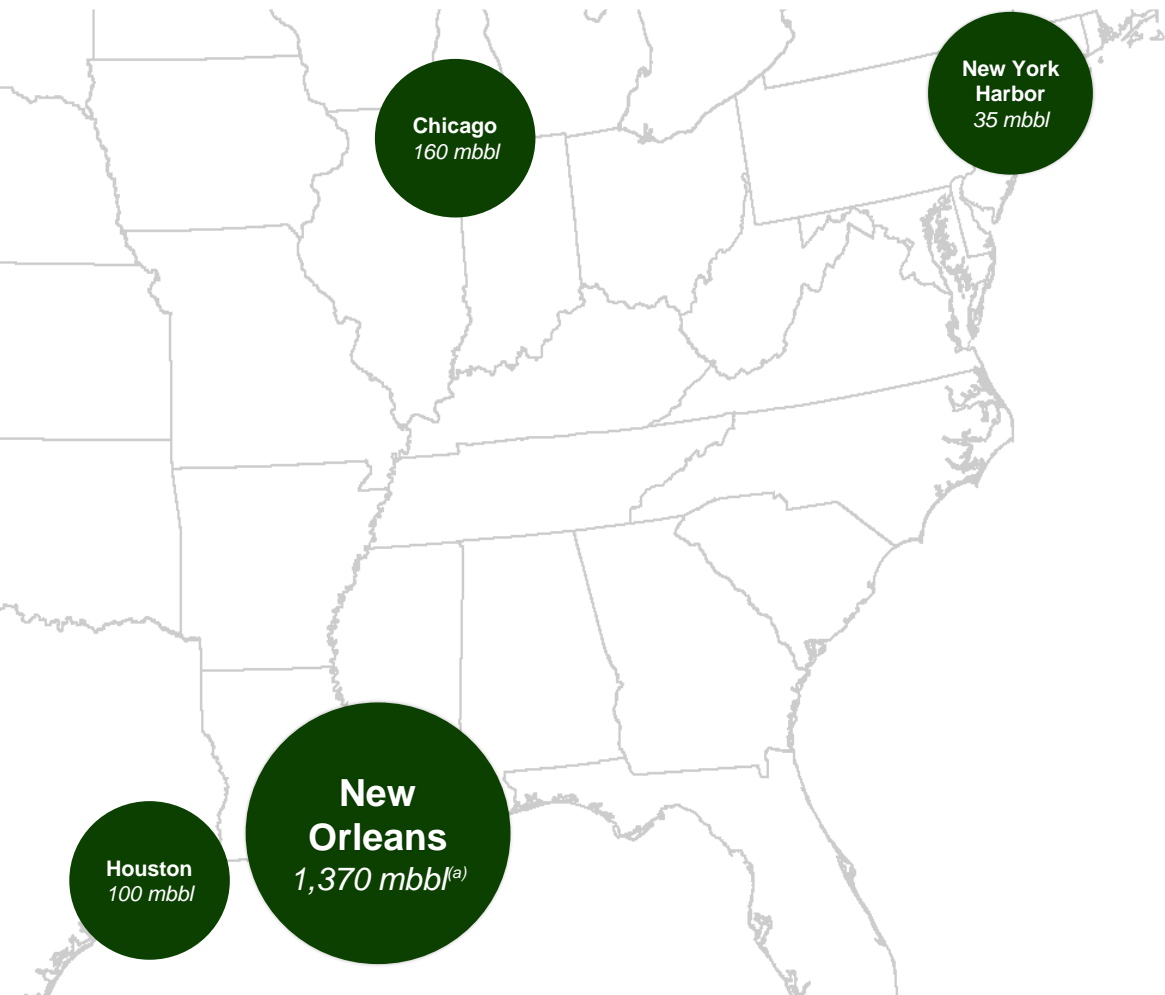 New York
Harbor
35 mbbl
Chicago
160 mbbl
New
Orleans
1,370 mbbl(a)
Houston
100 mbbl